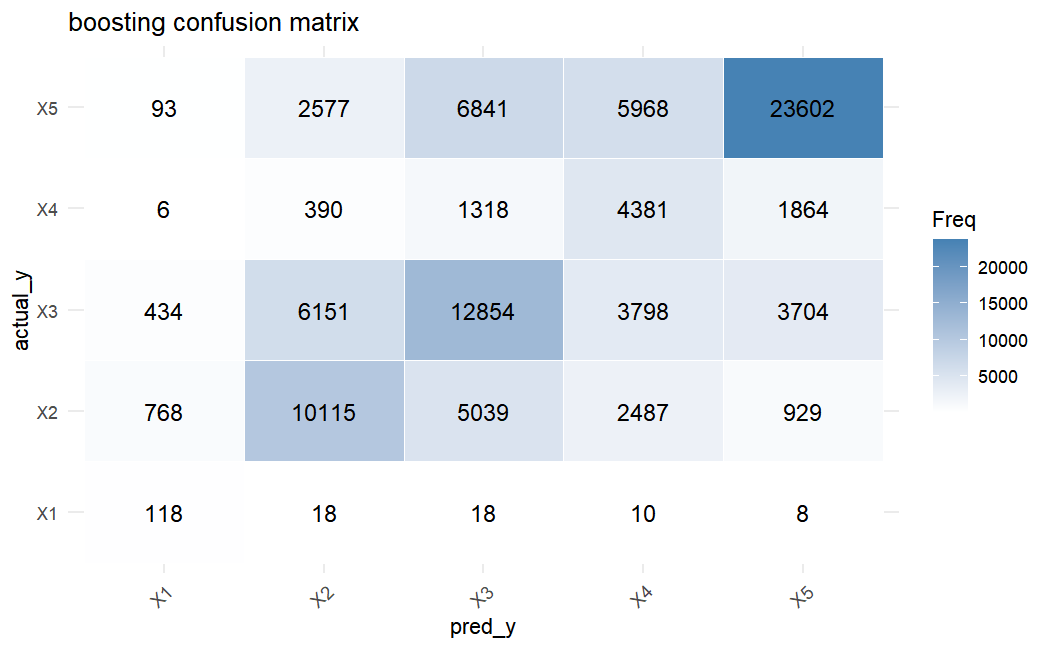 boosting confusion matrix
X5 93 2577 6841 5968 23602
X4 6 390 1318 4381 1864
X3 434 6151 12854 3798 3704
X2 768 10115 5039 2487 929
X1 118 18 18 10 8
X1 X2 X3 X4 X5
pred_y
actual_y
Freq
20000
15000
10000
5000